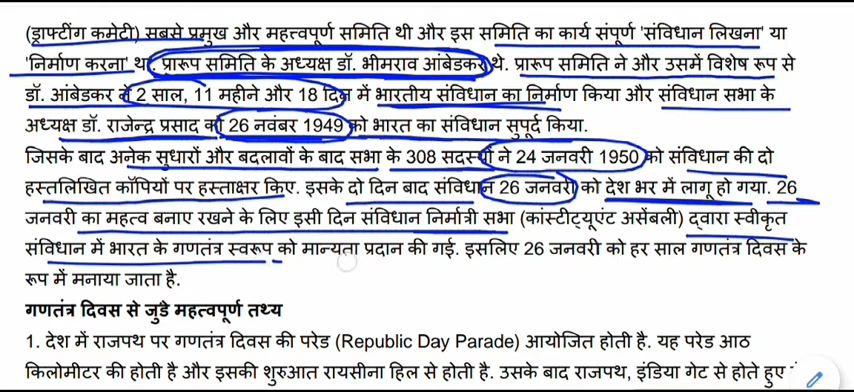 (ड्राफ्टींग कमेटी) सबसे प्रमुख और महत्त्वपूर्ण समिति थी और इस समिति का कार्य संपूर्ण 'संविधान लिखना' या
'निर्माण करना' था. प्रारूप समिति के अध्यक्ष डॉ. भीमराव आंबेडकर थे. प्रारूप समिति ने और उसमें विशेष रूप से
डॉ. आंबेडकर ने 2 साल, 11 महीने और 18 दिन में भारतीय संविधान का निर्माण किया और संविधान सभा के
अध्यक्ष डॉ. राजेन्द्र प्रसाद को 26 नवंबर 1949 को भारत का संविधान सुपूर्द किया.
जिसके बाद अनेक सुधारों और बदलावों के बाद सभा के 308 सदस्यों ने 24 जनवरी 1950 को संविधान की दो
हस्तलिखित कॉपियों पर हस्ताक्षर किए. इसके दो दिन बाद संविधान 26 जनवरी को देश भर में लागू हो गया. 26
जनवरी का महत्व बनाए रखने के लिए इसी दिन संविधान निर्मात्री सभा (कांस्टीट्यूएंट असेंबली) द्वारा स्वीकृत
संविधान में भारत के गणतंत्र स्वरूप को मान्यता प्रदान की गई. इसलिए 26 जनवरी को हर साल गणतंत्र दिवस के
रूप में मनाया जाता है.
गणतंत्र दिवस से जुडे महत्वपूर्ण तथ्य
1. देश में राजपथ पर गणतंत्र दिवस की परेड (Republic Day Parade) आयोजित होती है. यह परेड आठ
किलोमीटर की होती है और इसकी शुरुआत रायसीना हिल से होती है. उसके बाद राजपथ, इंडिया गेट से होते हुए